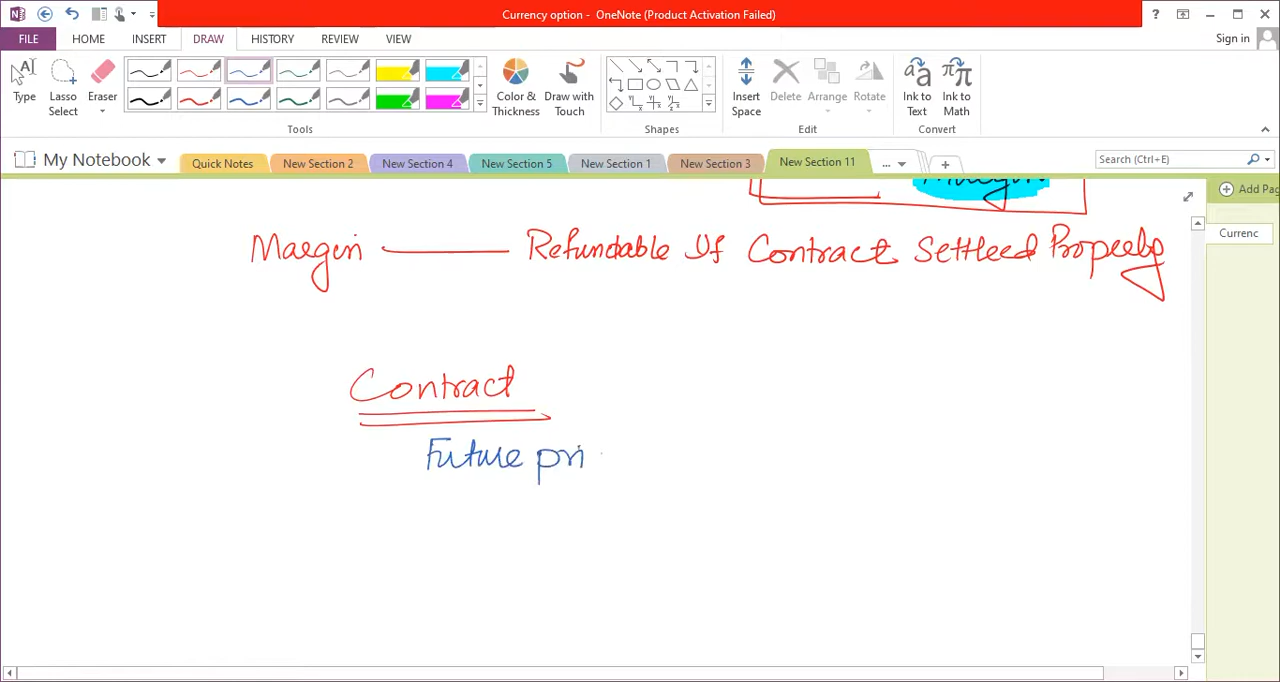 Currency option - OneNote (Product Activation Failed)
FILE HOME INSERT DRAW HISTORY REVIEW VIEW Sign in
Type Lasso Select Eraser Color & Thickness Draw with Touch Insert Space Delete Arrange Rotate Ink to Text Ink to Math
Tools Shapes Edit Convert
My Notebook Quick Notes New Section 2 New Section 4 New Section 5 New Section 1 New Section 3 New Section 11 ... Search (Ctrl+E)
Margin
Add Pag
Currenc
Margin Refundable If Contract Settled Properly
Contract
Future pri